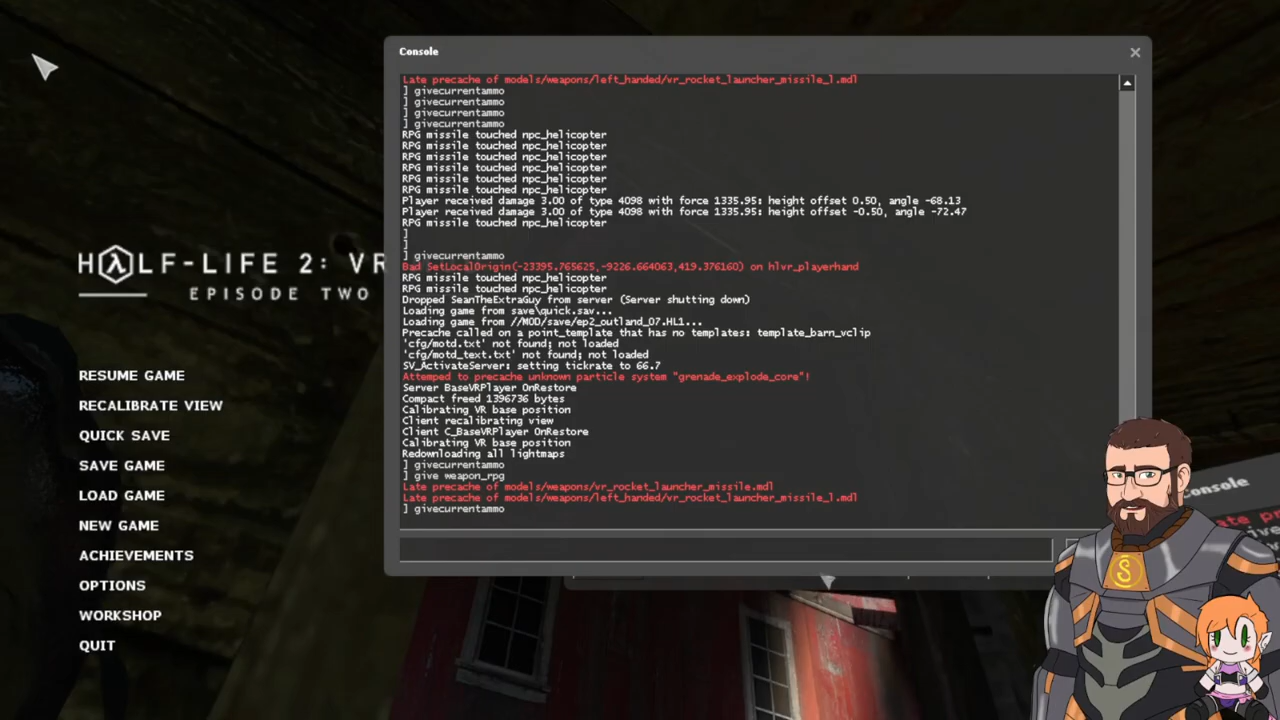 Console
Late precache of models/weapons/left_handed/vr_rocket_launcher_missile_l.mdl
] givecurrentammo
] givecurrentammo
] givecurrentammo
] givecurrentammo
RPG missile touched npc_helicopter
RPG missile touched npc_helicopter
RPG missile touched npc_helicopter
RPG missile touched npc_helicopter
RPG missile touched npc_helicopter
RPG missile touched npc_helicopter
Player received damage 3.00 of type 4098 with force 1335.95: height offset 0.50, angle -68.13
Player received damage 3.00 of type 4098 with force 1335.95: height offset -0.50, angle -72.47
RPG missile touched npc_helicopter
]
]
] givecurrentammo
Bad SetLocalOrigin(-23395.765625,-9226.664063,419.376160) on hlvr_playerhand
RPG missile touched npc_helicopter
RPG missile touched npc_helicopter
Dropped SeanTheExtraGuy from server (Server shutting down)
Loading game from save\quick.sav...
Loading game from //MOD/save/ep2_outland_07.HL1...
Precache called on a point_template that has no templates: template_barn_vclip
'cfg/motd.txt' not found; not loaded
'cfg/motd_text.txt' not found; not loaded
SV_ActivateServer: setting tickrate to 66.7
Attemped to precache unknown particle system "grenade_explode_core"!
Server BaseVRPlayer OnRestore
Compact freed 1396736 bytes
Calibrating VR base position
Client recalibrating view
Client C_BaseVRPlayer OnRestore
Calibrating VR base position
Redownloading all lightmaps
] givecurrentammo
] give weapon_rpg
Late precache of models/weapons/vr_rocket_launcher_missile.mdl
Late precache of models/weapons/left_handed/vr_rocket_launcher_missile_l.mdl
] givecurrentammo
HλLF-LIFE 2: VR
EPISODE TWO
RESUME GAME
RECALIBRATE VIEW
QUICK SAVE
SAVE GAME
LOAD GAME
NEW GAME
ACHIEVEMENTS
OPTIONS
WORKSHOP
QUIT
Console